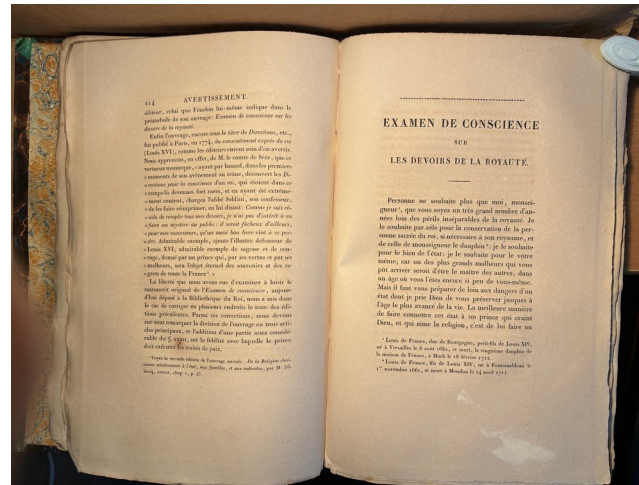 214 AVERTISSEMENT.
éditeur, celui que Fénelon lui-même indique dans le
préambule de son ouvrage: Examen de conscience sur les
devoirs de la royauté.
Enfin l'ouvrage, encore sous le titre de Directions, etc.,
fut publié à Paris, en 1774, du consentement exprès du roi
(Louis XVI), comme les éditeurs eurent soin d'en avertir.
Nous apprenons, en effet, de M. le comte de Sèze, que ce
vertueux monarque, «ayant par hasard, dans les premiers
« moments de son avénement au trône, découvert les Di-
« rections pour la conscience d'un roi, qui étoient dans ce
« temps-là devenues fort rares, et en ayant été extrême-
« ment content, chargea l'abbé Soldini, son confesseur,
« de les faire réimprimer, en lui disant: Comme je suis ré-
« solu de remplir tous mes devoirs, je n'ai pas d'intérêt à en
« faire un mystère au public: il seroit fâcheux d'ailleurs,
« pour mes successeurs, qu'un aussi bon livre vînt à se per-
« dre. Admirable exemple, ajoute l'illustre défenseur de
« Louis XVI, admirable exemple de sagesse et de cou-
« rage, donné par un prince qui, par ses vertus et par ses
« malheurs, sera l'objet éternel des souvenirs et des re-
« grets de toute la France¹. »
La liberté que nous avons eue d'examiner à loisir le
manuscrit original de l'Examen de conscience, aujour-
d'hui déposé à la Bibliothèque du Roi, nous a mis dans
le cas de corriger en plusieurs endroits le texte des édi-
tions précédentes. Parmi ces corrections, nous devons
sur-tout remarquer la division de l'ouvrage en trois arti-
cles principaux, et l'addition d'une partie assez considé-
rable du § XXXII, sur la fidélité avec laquelle le prince
doit exécuter les traités de paix.
¹ Voyez la seconde édition de l'ouvrage intitulé: De la Religion chré-
tienne relativement à l'état, aux familles, et aux individus, par M.
chap. 1, p. 45.
EXAMEN DE CONSCIENCE
SUR
LES DEVOIRS DE LA ROYAUTÉ.
Personne ne souhaite plus que moi, monsei-
gneur¹, que vous soyez un très grand nombre d'an-
nées loin des périls inséparables de la royauté. Je
le souhaite par zèle pour la conservation de la per-
sonne sacrée du roi, si nécessaire à son royaume, et
de celle de monseigneur le dauphin²: je le souhaite
pour le bien de l'état: je le souhaite pour le vôtre
même; car un des plus grands malheurs qui vous
pût arriver seroit d'être le maître des autres, dans
un âge où vous l'êtes encore si peu de vous-même.
Mais il faut vous préparer de loin aux dangers d'un
état dont je prie Dieu de vous préserver jusques à
l'âge le plus avancé de la vie. La meilleure manière
de faire connoître cet état à un prince qui craint
Dieu, et qui aime la religion, c'est de lui faire un
¹ Louis de France, duc de Bourgogne, petit-fils de Louis XIV,
né à Versailles le 6 août 1682, et mort, le vingtième dauphin de
la maison de France, à Marli le 18 février 1712.
² Louis de France, fils de Louis XIV, né à Fontainebleau le
1er novembre 1661, et mort à Meudon le 14 avril 1711.